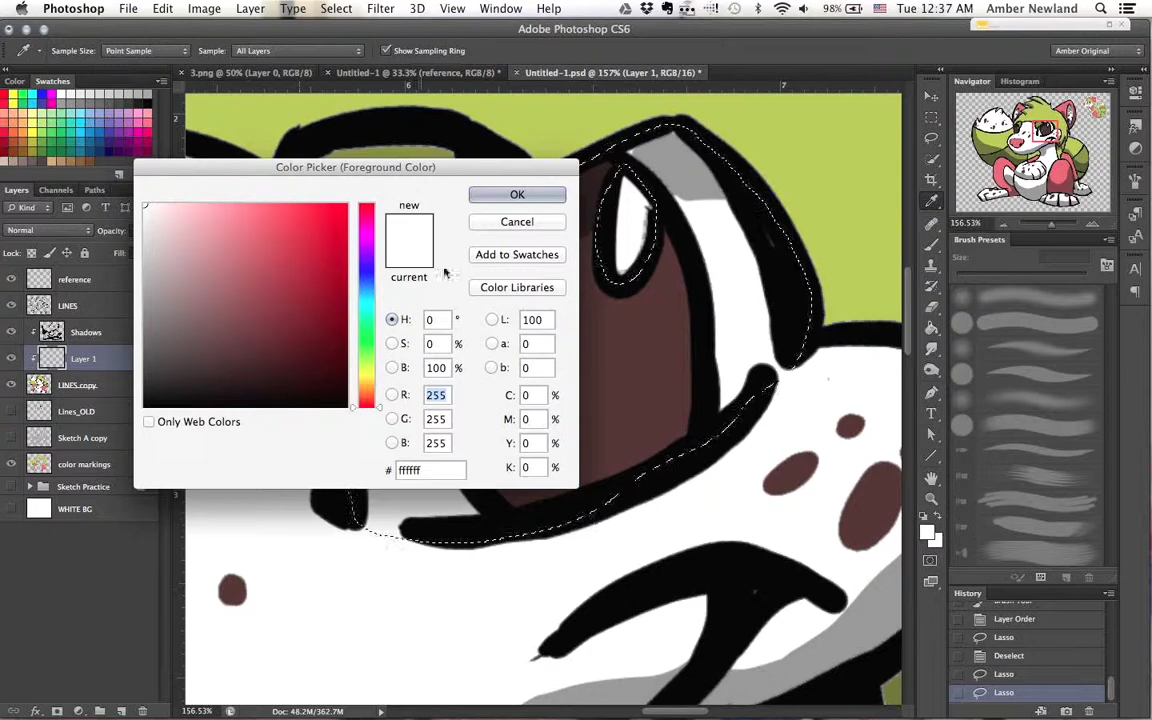 Photoshop File Edit Image Layer Type Select Filter 3D View Window Help 98% Tue 12:37 AM Amber Newland
Adobe Photoshop CS6
Sample Size: Point Sample Sample: All Layers Show Sampling Ring Amber Original
Color Swatches
3.png @ 50% (Layer 0, RGB/8) Untitled-1 @ 33.3% (reference, RGB/8) * Untitled-1.psd @ 157% (Layer 1, RGB/16) *
Navigator Histogram
6 7
2
3
156.53%
Color Picker (Foreground Color)
new
current
OK
Cancel
Add to Swatches
Color Libraries
H: 0 °
S: 0 %
B: 100 %
R: 255
G: 255
B: 255
# ffffff
L: 100
a: 0
b: 0
C: 0 %
M: 0 %
Y: 0 %
K: 0 %
Only Web Colors
Layers Channels Paths
Kind
Normal Opacity:
Lock: Fill:
reference
LINES
Shadows
Layer 1
LINES copy
Lines_OLD
Sketch A copy
color markings
Sketch Practice
WHITE BG
Brush Presets
Size:
History
Brush Tool
Layer Order
Lasso
Deselect
Lasso
Lasso
156.53% Doc: 48.2M/362.7M